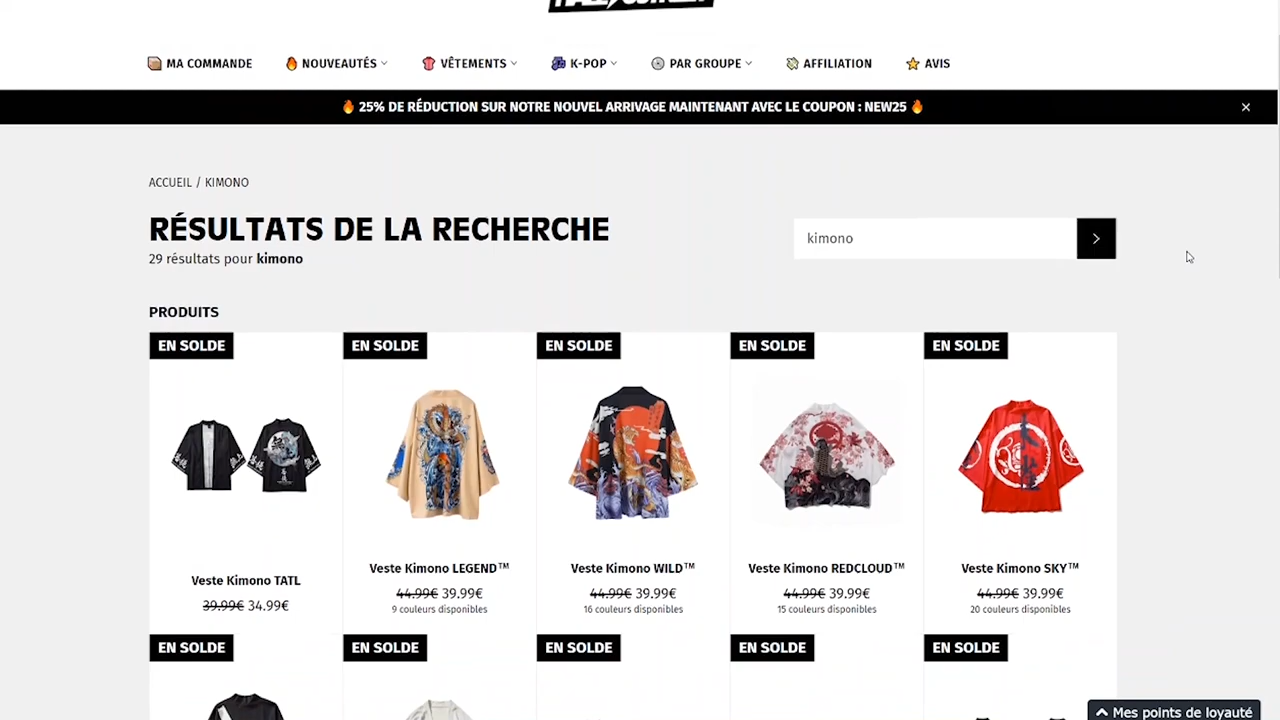 MA COMMANDE NOUVEAUTÉS VÊTEMENTS K-POP PAR GROUPE AFFILIATION AVIS
25% DE RÉDUCTION SUR NOTRE NOUVEL ARRIVAGE MAINTENANT AVEC LE COUPON : NEW25
ACCUEIL / KIMONO
RÉSULTATS DE LA RECHERCHE
kimono
29 résultats pour kimono
PRODUITS
EN SOLDE EN SOLDE EN SOLDE EN SOLDE EN SOLDE
Veste Kimono TATL
39.99€ 34.99€
Veste Kimono LEGEND™
44.99€ 39.99€
9 couleurs disponibles
Veste Kimono WILD™
44.99€ 39.99€
16 couleurs disponibles
Veste Kimono REDCLOUD™
44.99€ 39.99€
15 couleurs disponibles
Veste Kimono SKY™
44.99€ 39.99€
20 couleurs disponibles
EN SOLDE EN SOLDE EN SOLDE EN SOLDE EN SOLDE
Mes points de loyauté